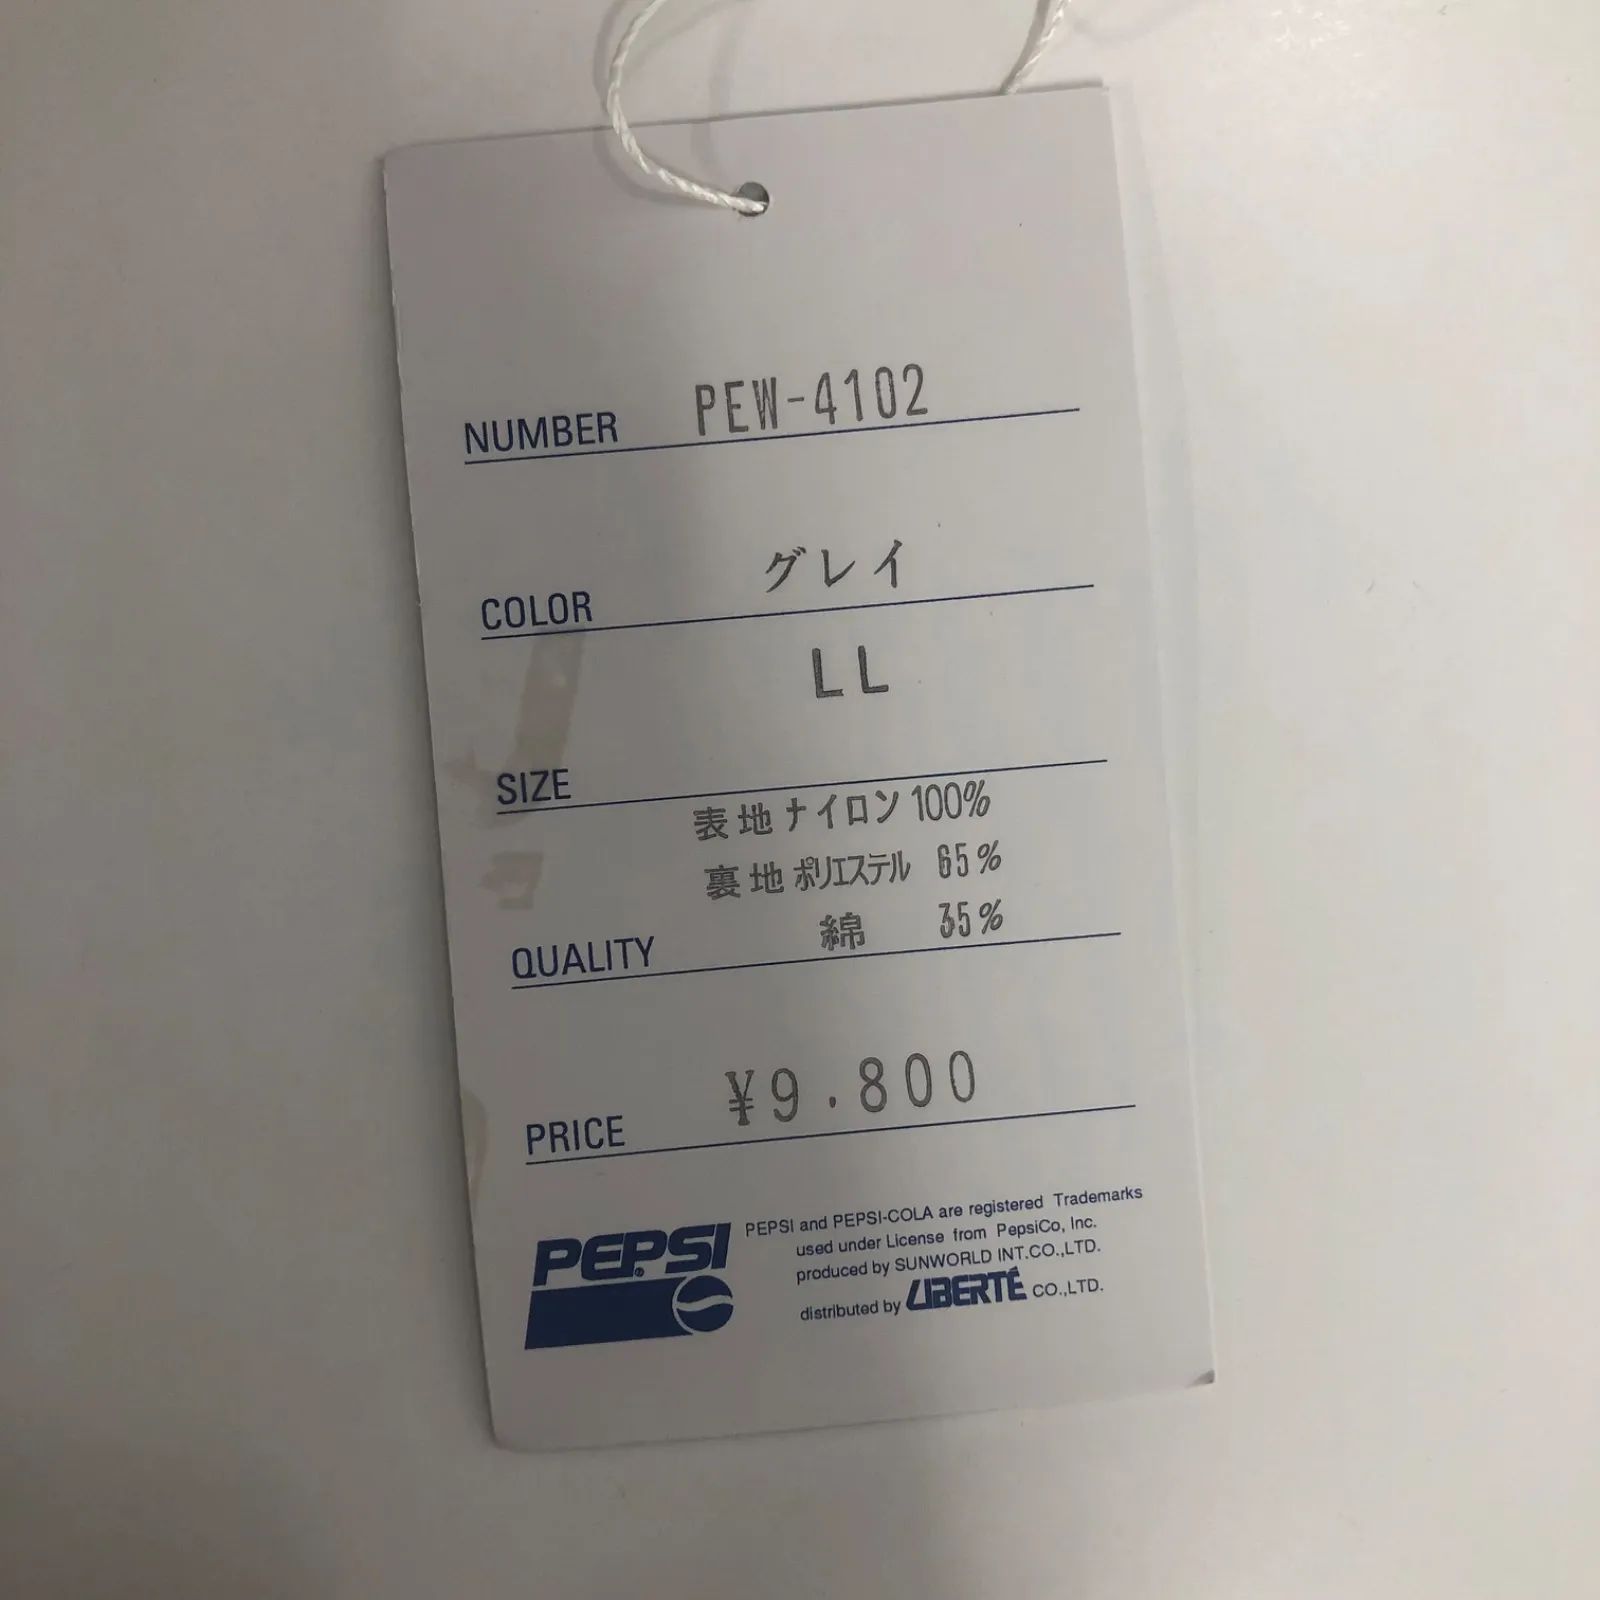 NUMBER PEW-4102
COLOR グレイ
SIZE LL
表地 ナイロン 100%
裏地 ポリエステル 65%
QUALITY 綿 35%
PRICE ¥9.800
PEPSI®
PEPSI and PEPSI-COLA are registered Trademarks
used under License from PepsiCo, Inc.
produced by SUNWORLD INT.CO.,LTD.
distributed by LIBERTÉ CO.,LTD.